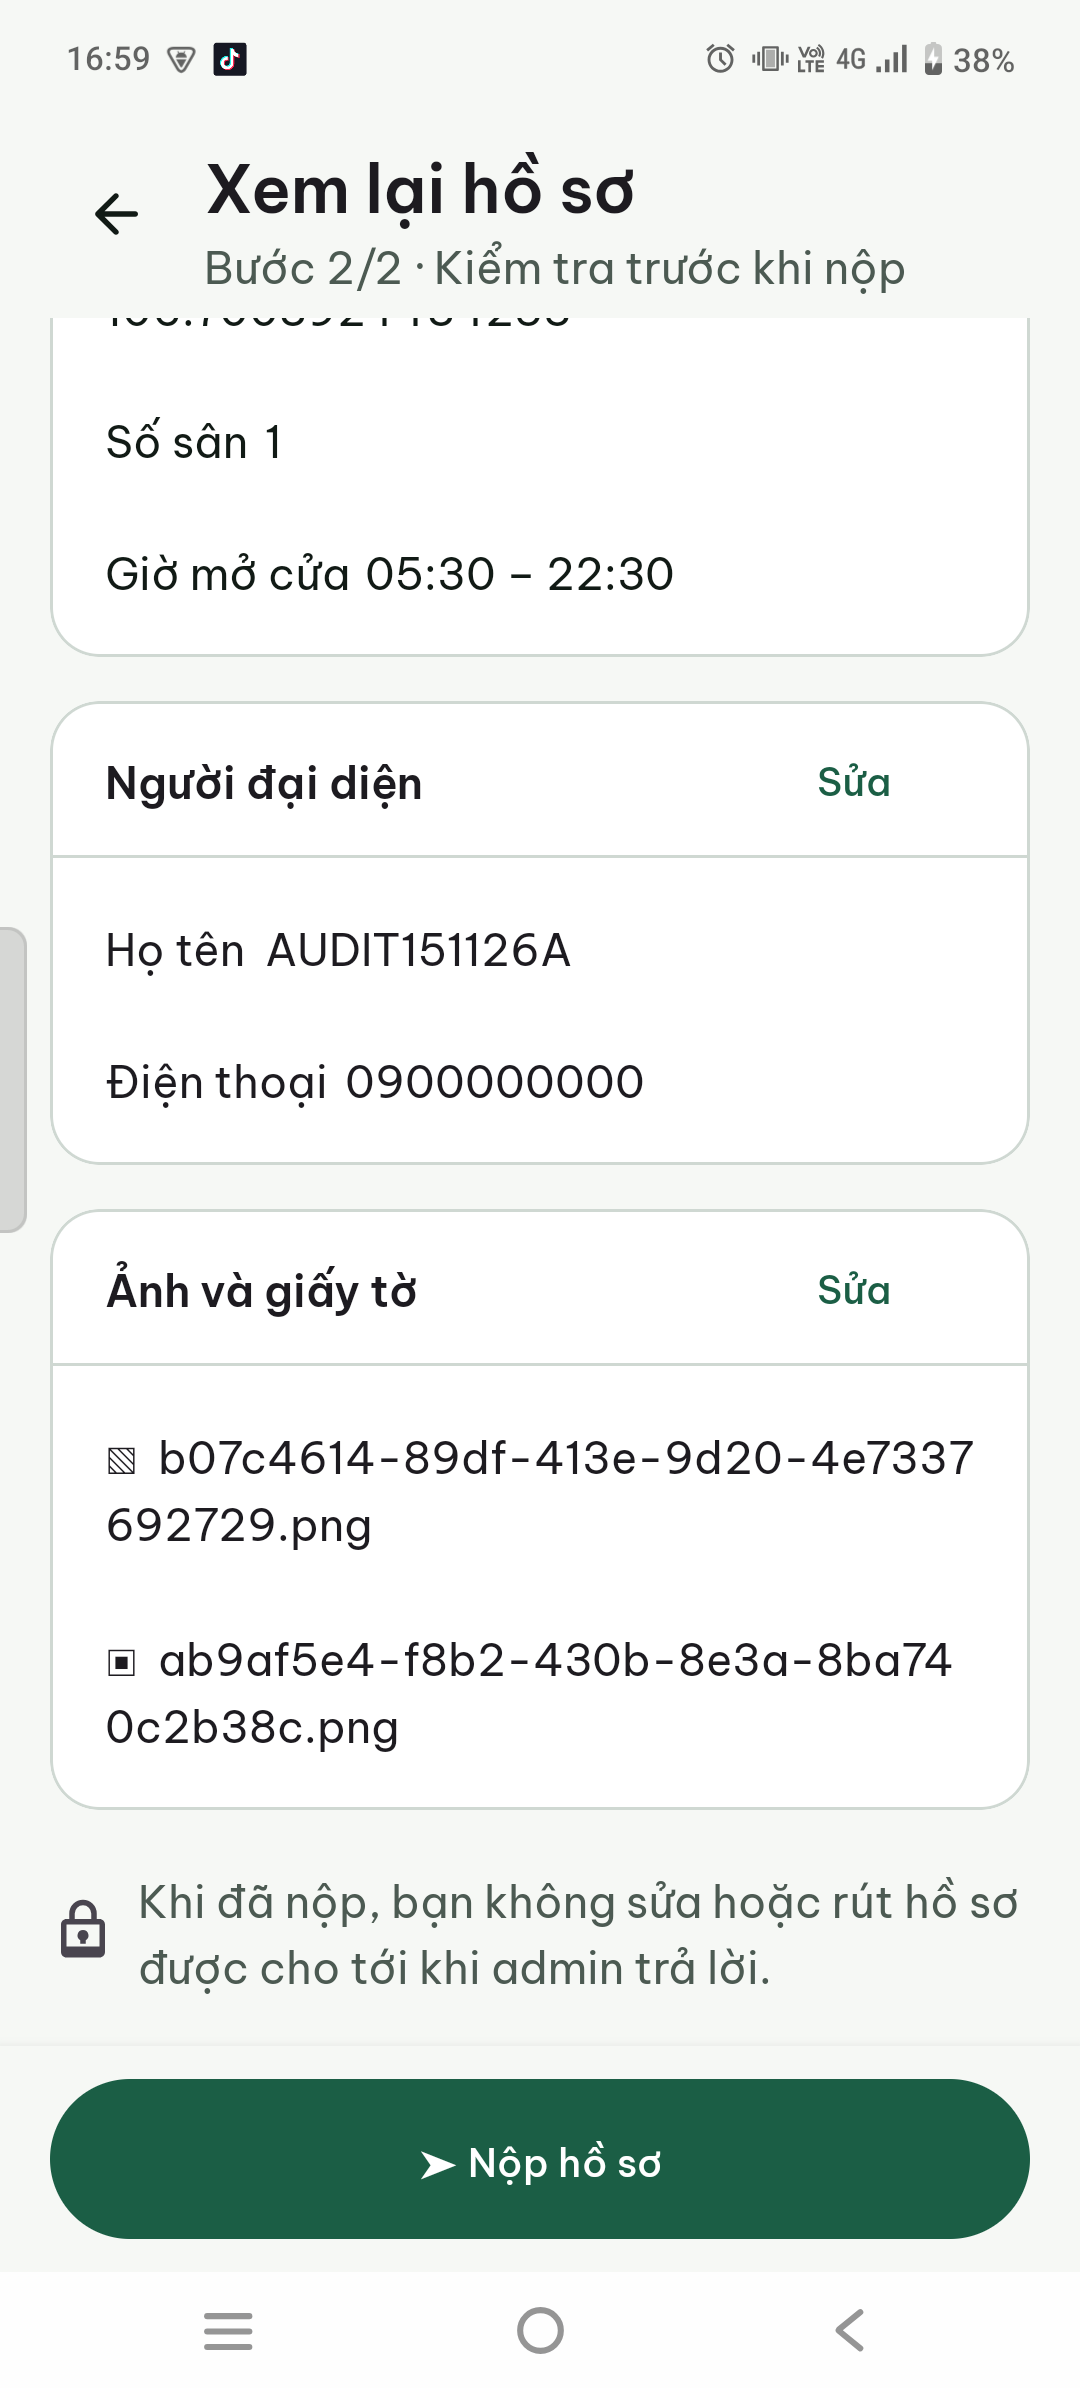 16:59
VoLTE 4G 38%
Xem lại hồ sơ
Bước 2/2 · Kiểm tra trước khi nộp
Số sân 1
Giờ mở cửa 05:30 – 22:30
Người đại diện Sửa
Họ tên AUDIT151126A
Điện thoại 0900000000
Ảnh và giấy tờ Sửa
▧ b07c4614-89df-413e-9d20-4e7337
692729.png
▣ ab9af5e4-f8b2-430b-8e3a-8ba74
0c2b38c.png
Khi đã nộp, bạn không sửa hoặc rút hồ sơ
được cho tới khi admin trả lời.
➤ Nộp hồ sơ